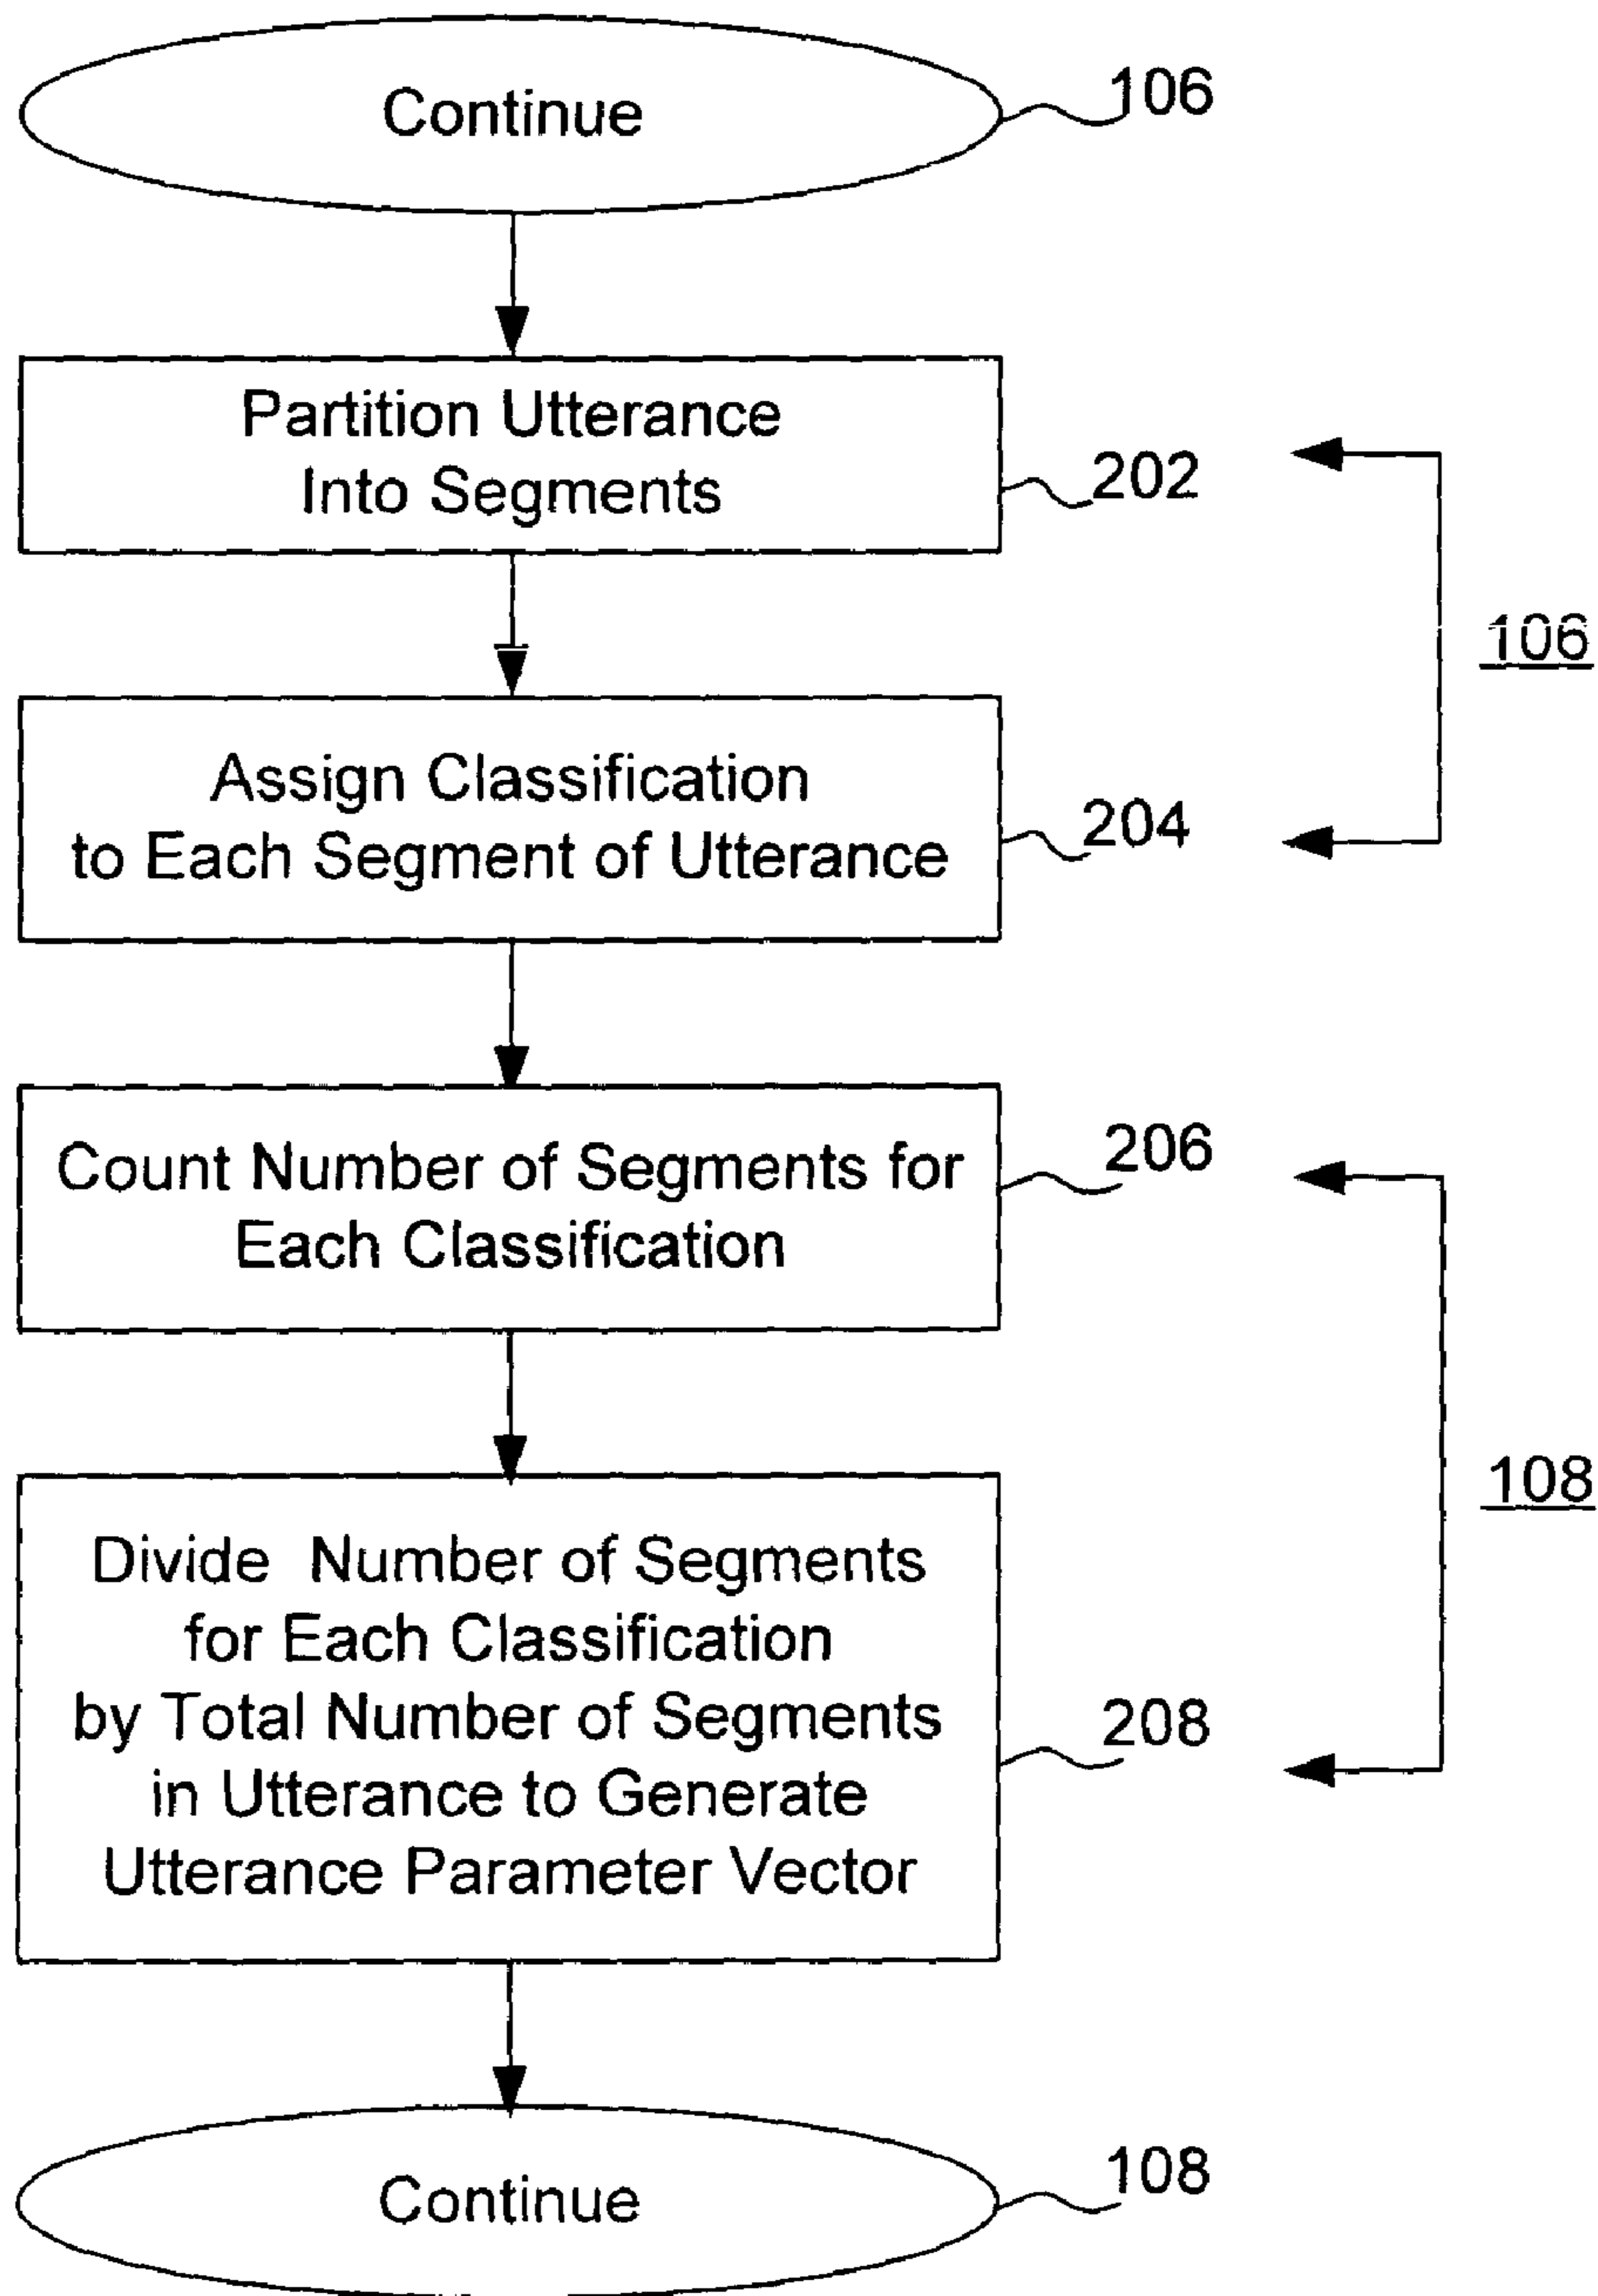 Continue
106
Partition Utterance
Into Segments
202
106
Assign Classification
to Each Segment of Utterance
204
Count Number of Segments for
Each Classification
206
108
Divide Number of Segments
for Each Classification
by Total Number of Segments
in Utterance to Generate
Utterance Parameter Vector
208
Continue
108